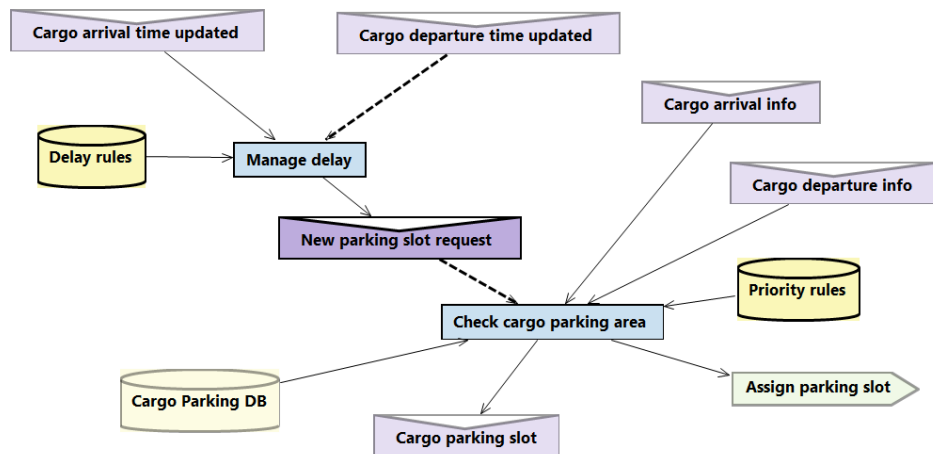 Cargo arrival time updated
Cargo departure time updated
Cargo arrival info
Delay rules
Manage delay
Cargo departure info
New parking slot request
Priority rules
Check cargo parking area
Cargo Parking DB
Assign parking slot
Cargo parking slot